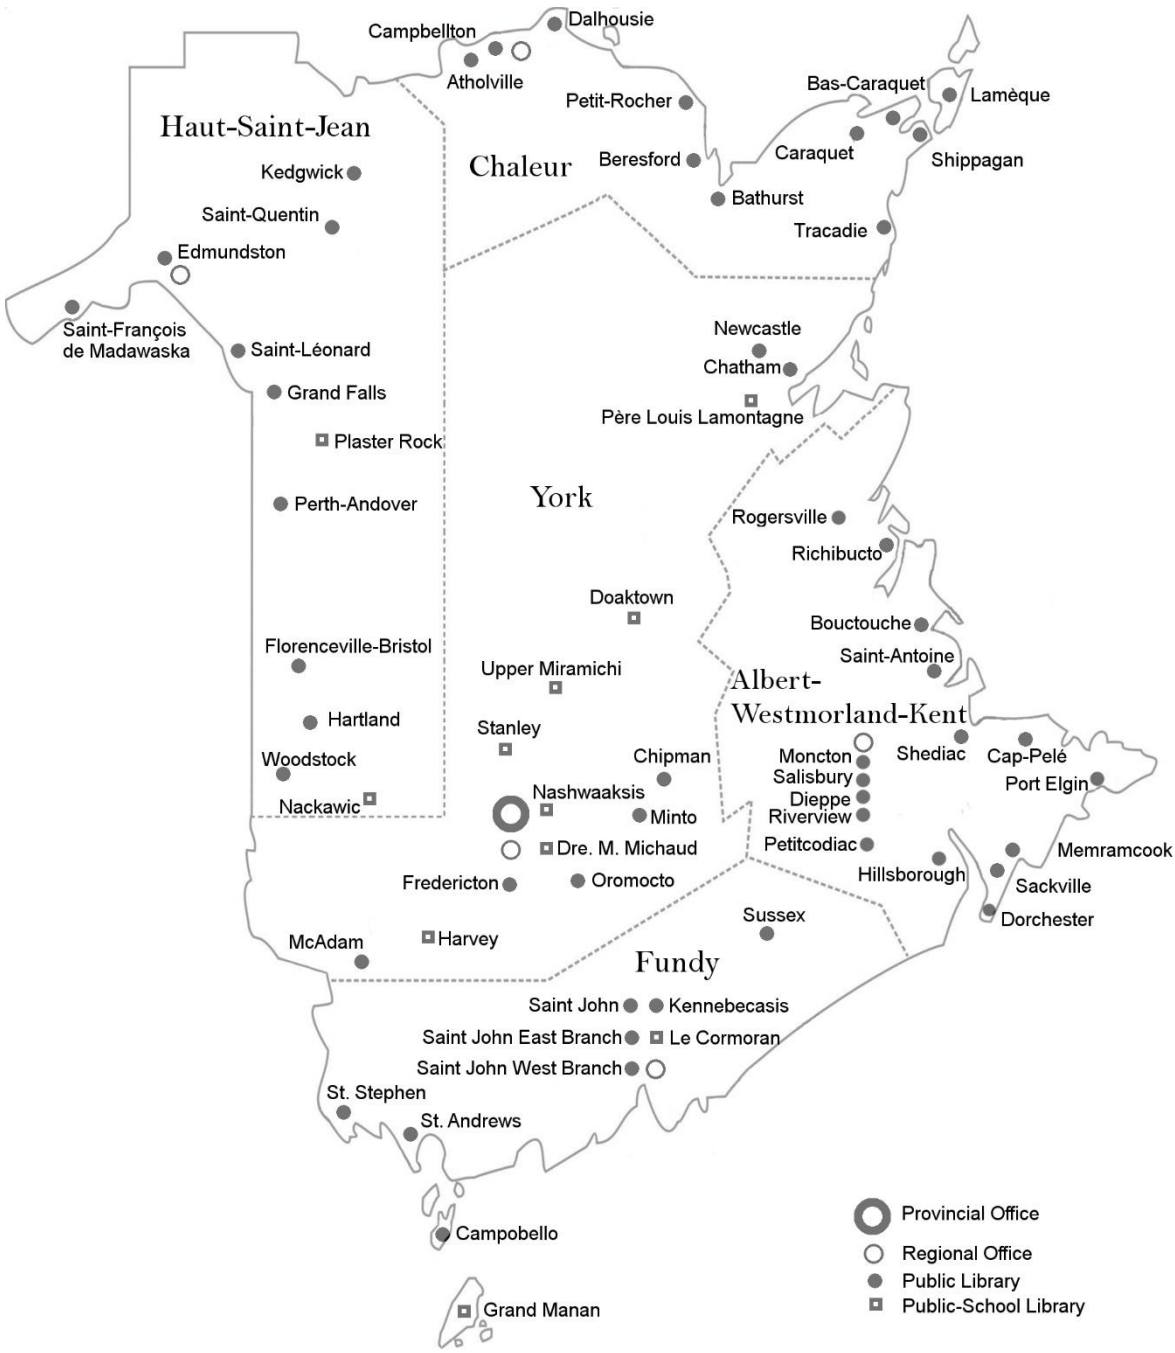 Dalhousie
Campbellton
Atholville
Bas-Caraquet
Lamèque
Petit-Rocher
Haut-Saint-Jean
Caraquet
Shippagan
Beresford
Chaleur
Kedgwick
Bathurst
Saint-Quentin
Tracadie
Edmundston
Saint-François
de Madawaska
Newcastle
Saint-Léonard
Chatham
Grand Falls
Père Louis Lamontagne
Plaster Rock
York
Perth-Andover
Rogersville
Richibucto
Doaktown
Bouctouche
Florenceville-Bristol
Saint-Antoine
Upper Miramichi
Albert-
Westmorland-Kent
Hartland
Stanley
Shediac
Cap-Pelé
Chipman
Moncton
Woodstock
Salisbury
Port Elgin
Nashwaaksis
Dieppe
Nackawic
Riverview
Minto
Petitcodiac
Dre. M. Michaud
Memramcook
Hillsborough
Fredericton
Oromocto
Sackville
Sussex
Dorchester
Harvey
McAdam
Fundy
Saint John
Kennebecasis
Saint John East Branch
Le Cormoran
Saint John West Branch
St. Stephen
St. Andrews
Campobello
Grand Manan
Provincial Office
Regional Office
Public Library
Public-School Library